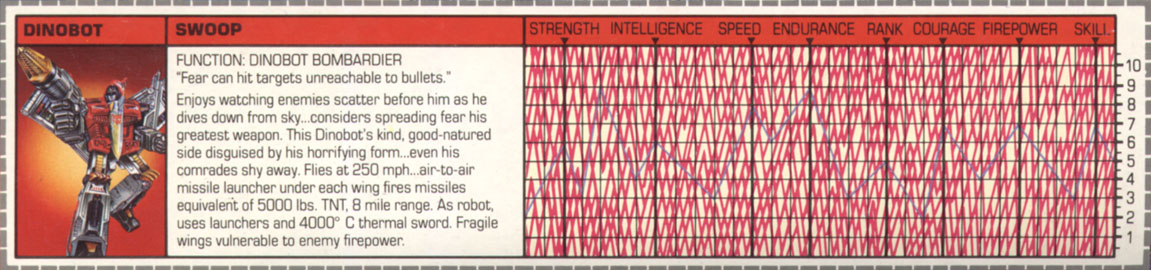 DINOBOT
SWOOP
FUNCTION: DINOBOT BOMBARDIER
"Fear can hit targets unreachable to bullets."
Enjoys watching enemies scatter before him as he
dives down from sky...considers spreading fear his
greatest weapon. This Dinobot's kind, good-natured
side disguised by his horrifying form...even his
comrades shy away. Flies at 250 mph...air-to-air
missile launcher under each wing fires missiles
equivalent of 5000 lbs. TNT, 8 mile range. As robot,
uses launchers and 4000° C thermal sword. Fragile
wings vulnerable to enemy firepower.
STRENGTH INTELLIGENCE SPEED ENDURANCE RANK COURAGE FIREPOWER SKILL
10
9
8
7
6
5
4
3
2
1